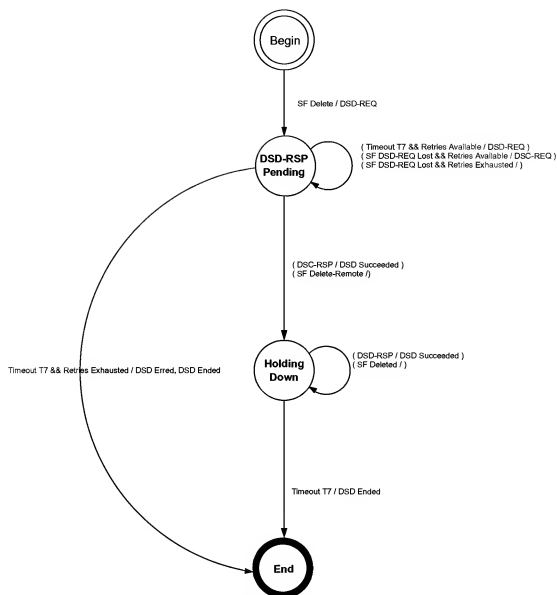 Begin
SF Delete / DSD-REQ
DSD-RSP
Pending
( Timeout T7 && Retries Available / DSD-REQ )
( SF DSD-REQ Lost && Retries Available / DSC-REQ )
( SF DSD-REQ Lost && Retries Exhausted / )
( DSC-RSP / DSD Succeeded )
( SF Delete-Remote /)
Holding
Down
( DSD-RSP / DSD Succeeded )
( SF Deleted / )
Timeout T7 && Retries Exhausted / DSD Erred, DSD Ended
Timeout T7 / DSD Ended
End